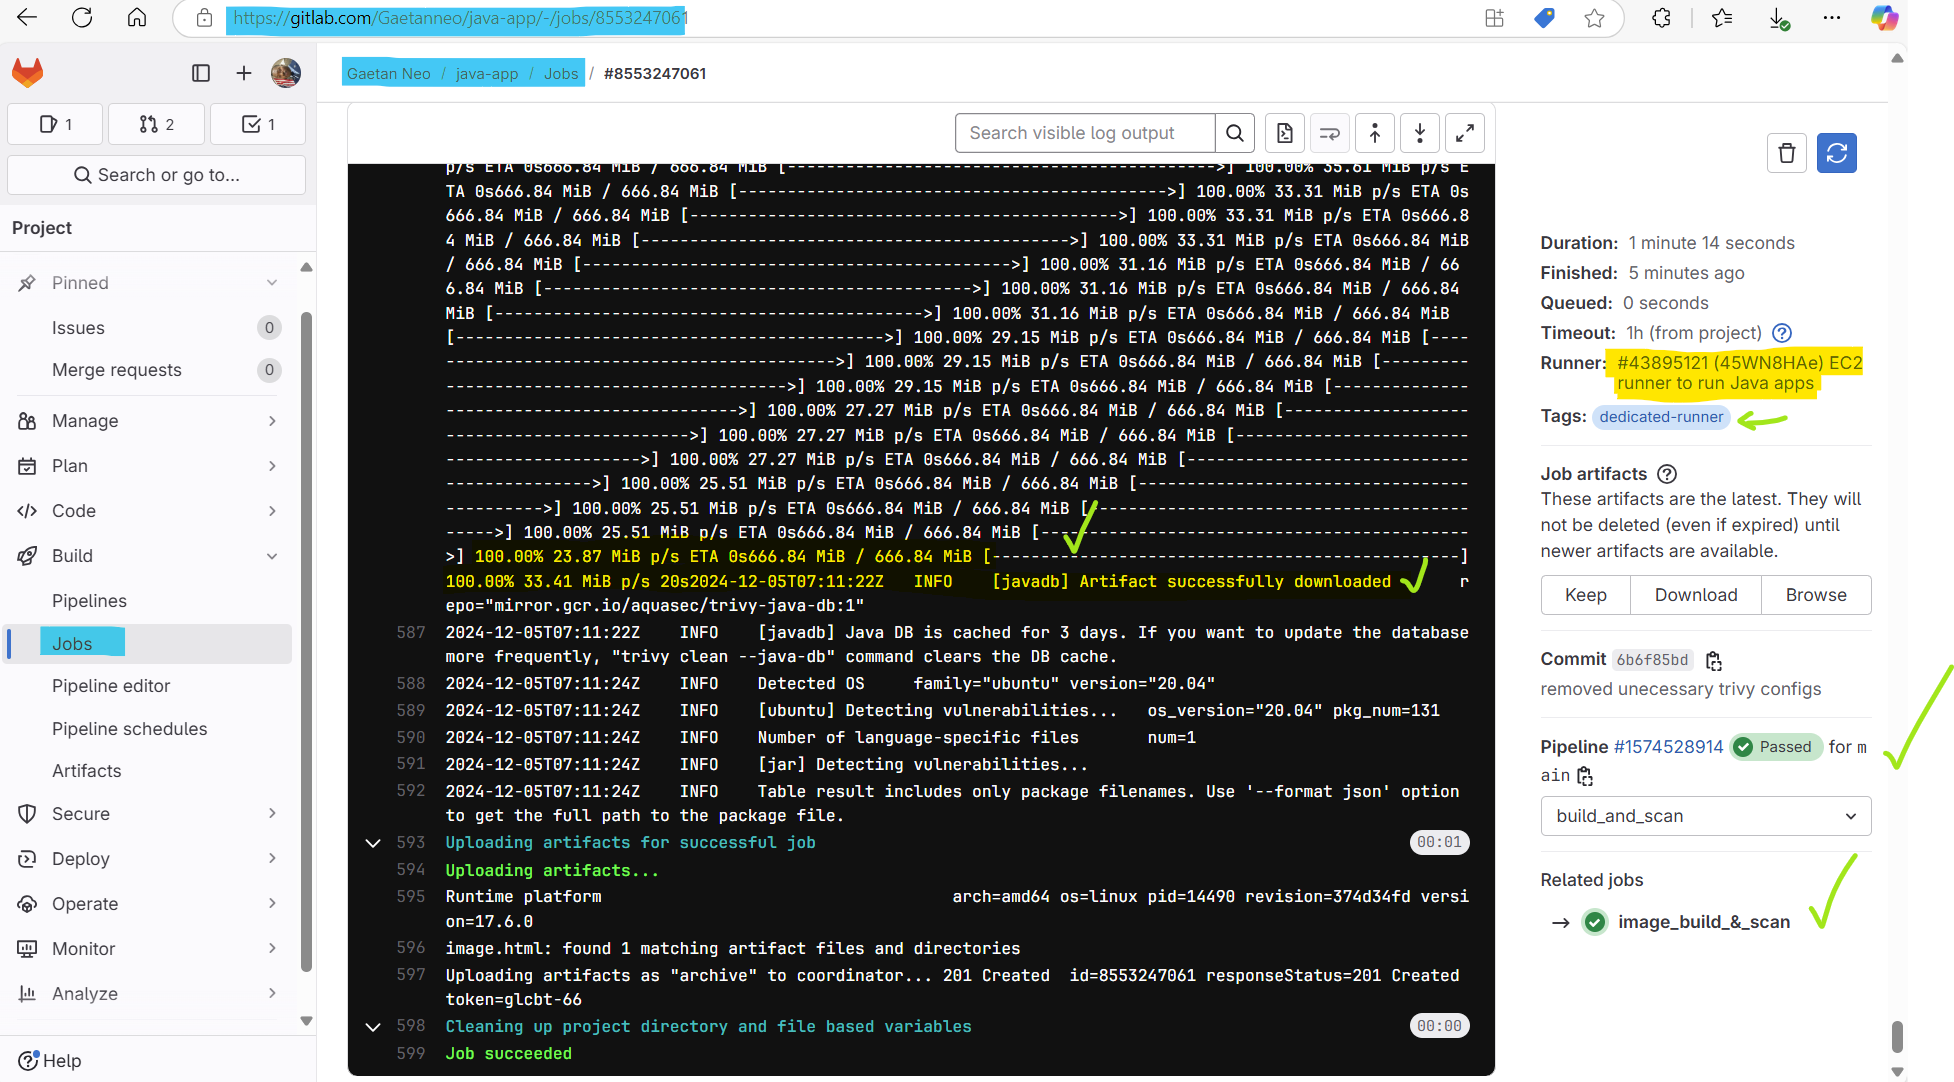 https://gitlab.com/Gaetanneo/java-app/-/jobs/8553247061
Gaetan Neo / java-app / Jobs / #8553247061
1
2
1
Search or go to...
Project
Pinned
Issues 0
Merge requests 0
Manage
Plan
Code
Build
Pipelines
Jobs
Pipeline editor
Pipeline schedules
Artifacts
Secure
Deploy
Operate
Monitor
Analyze
Help
Search visible log output
p/s ETA 0s666.84 MiB / 666.84 MiB [-------------------------------------------->] 100.00% 35.61 MiB p/s E
TA 0s666.84 MiB / 666.84 MiB [-------------------------------------------->] 100.00% 33.31 MiB p/s ETA 0s
666.84 MiB / 666.84 MiB [-------------------------------------------->] 100.00% 33.31 MiB p/s ETA 0s666.8
4 MiB / 666.84 MiB [-------------------------------------------->] 100.00% 33.31 MiB p/s ETA 0s666.84 MiB
/ 666.84 MiB [-------------------------------------------->] 100.00% 31.16 MiB p/s ETA 0s666.84 MiB / 66
6.84 MiB [-------------------------------------------->] 100.00% 31.16 MiB p/s ETA 0s666.84 MiB / 666.84
MiB [-------------------------------------------->] 100.00% 31.16 MiB p/s ETA 0s666.84 MiB / 666.84 MiB
[-------------------------------------------->] 100.00% 29.15 MiB p/s ETA 0s666.84 MiB / 666.84 MiB [----
---------------------------------------->] 100.00% 29.15 MiB p/s ETA 0s666.84 MiB / 666.84 MiB [---------
----------------------------------->] 100.00% 29.15 MiB p/s ETA 0s666.84 MiB / 666.84 MiB [--------------
------------------------------>] 100.00% 27.27 MiB p/s ETA 0s666.84 MiB / 666.84 MiB [-------------------
------------------------->] 100.00% 27.27 MiB p/s ETA 0s666.84 MiB / 666.84 MiB [------------------------
-------------------->] 100.00% 27.27 MiB p/s ETA 0s666.84 MiB / 666.84 MiB [-----------------------------
--------------->] 100.00% 25.51 MiB p/s ETA 0s666.84 MiB / 666.84 MiB [----------------------------------
---------->] 100.00% 25.51 MiB p/s ETA 0s666.84 MiB / 666.84 MiB [---------------------------------------
----->] 100.00% 25.51 MiB p/s ETA 0s666.84 MiB / 666.84 MiB [--------------------------------------------
>] 100.00% 23.87 MiB p/s ETA 0s666.84 MiB / 666.84 MiB [------------------------------------------------]
100.00% 33.41 MiB p/s 20s2024-12-05T07:11:22Z INFO [javadb] Artifact successfully downloaded r
epo="mirror.gcr.io/aquasec/trivy-java-db:1"
587 2024-12-05T07:11:22Z INFO [javadb] Java DB is cached for 3 days. If you want to update the database
more frequently, "trivy clean --java-db" command clears the DB cache.
588 2024-12-05T07:11:24Z INFO Detected OS family="ubuntu" version="20.04"
589 2024-12-05T07:11:24Z INFO [ubuntu] Detecting vulnerabilities... os_version="20.04" pkg_num=131
590 2024-12-05T07:11:24Z INFO Number of language-specific files num=1
591 2024-12-05T07:11:24Z INFO [jar] Detecting vulnerabilities...
592 2024-12-05T07:11:24Z INFO Table result includes only package filenames. Use '--format json' option
to get the full path to the package file.
593 Uploading artifacts for successful job 00:01
594 Uploading artifacts...
595 Runtime platform arch=amd64 os=linux pid=14490 revision=374d34fd versi
on=17.6.0
596 image.html: found 1 matching artifact files and directories
597 Uploading artifacts as "archive" to coordinator... 201 Created id=8553247061 responseStatus=201 Created
token=glcbt-66
598 Cleaning up project directory and file based variables 00:00
599 Job succeeded
Duration: 1 minute 14 seconds
Finished: 5 minutes ago
Queued: 0 seconds
Timeout: 1h (from project)
Runner: #43895121 (45WN8HAe) EC2
runner to run Java apps
Tags: dedicated-runner
Job artifacts
These artifacts are the latest. They will
not be deleted (even if expired) until
newer artifacts are available.
Keep Download Browse
Commit 6b6f85bd
removed unecessary trivy configs
Pipeline #1574528914 Passed for m
ain
build_and_scan
Related jobs
image_build_&_scan